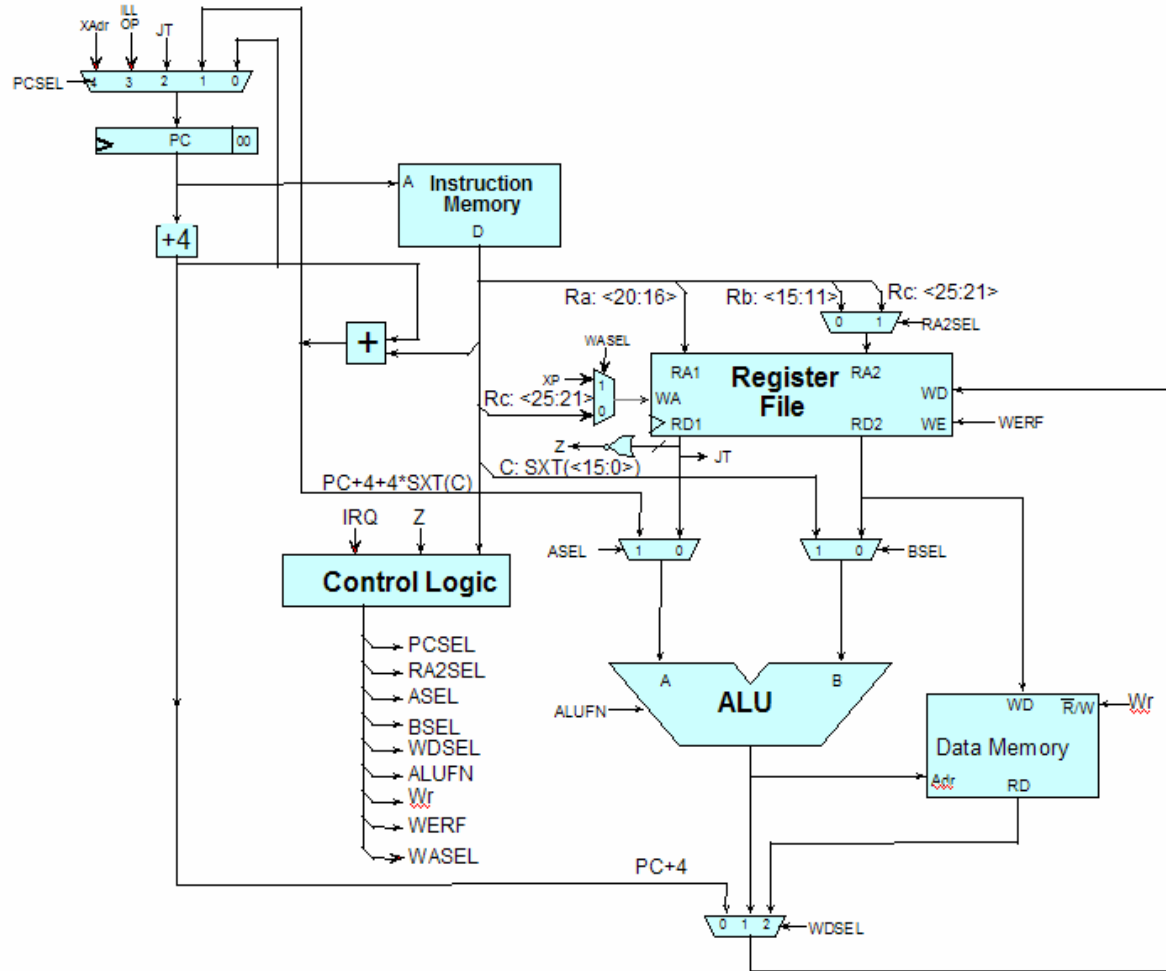 ILL
XAdr OP JT
PCSEL 4 3 2 1 0
PC 00
A Instruction
Memory
D
+4
Ra: <20:16> Rb: <15:11> Rc: <25:21>
0 1 RA2SEL
+
WASEL
XP 1
Rc: <25:21> 0
RA1 Register RA2
File
WA WD
RD1 RD2 WE WERF
Z JT
C: SXT(<15:0>)
PC+4+4*SXT(C)
IRQ Z
ASEL 1 0 1 0 BSEL
Control Logic
PCSEL
RA2SEL
ASEL
BSEL
WDSEL
ALUFN
Wr
WERF
WASEL
A B
ALU
ALUFN
WD R/W Wr
Data Memory
Adr RD
PC+4
0 1 2 WDSEL